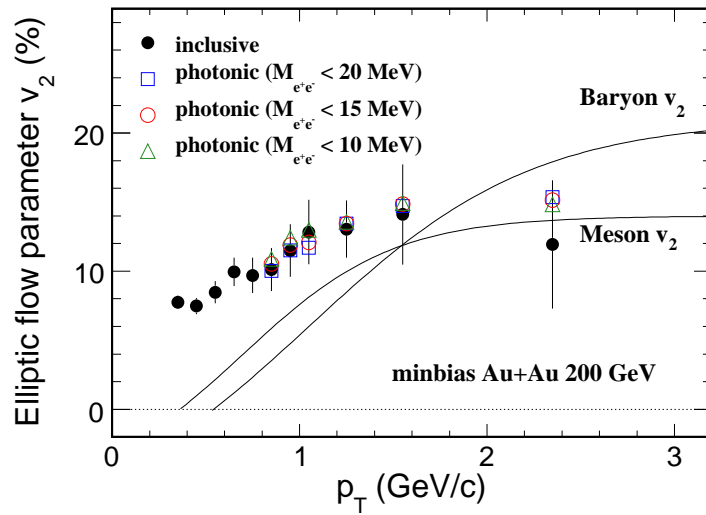 Elliptic flow parameter v2 (%)
20
10
0
inclusive
photonic (Me+e- < 20 MeV)
photonic (Me+e- < 15 MeV)
photonic (Me+e- < 10 MeV)
Baryon v2
Meson v2
minbias Au+Au 200 GeV
0 1 2 3
pT (GeV/c)